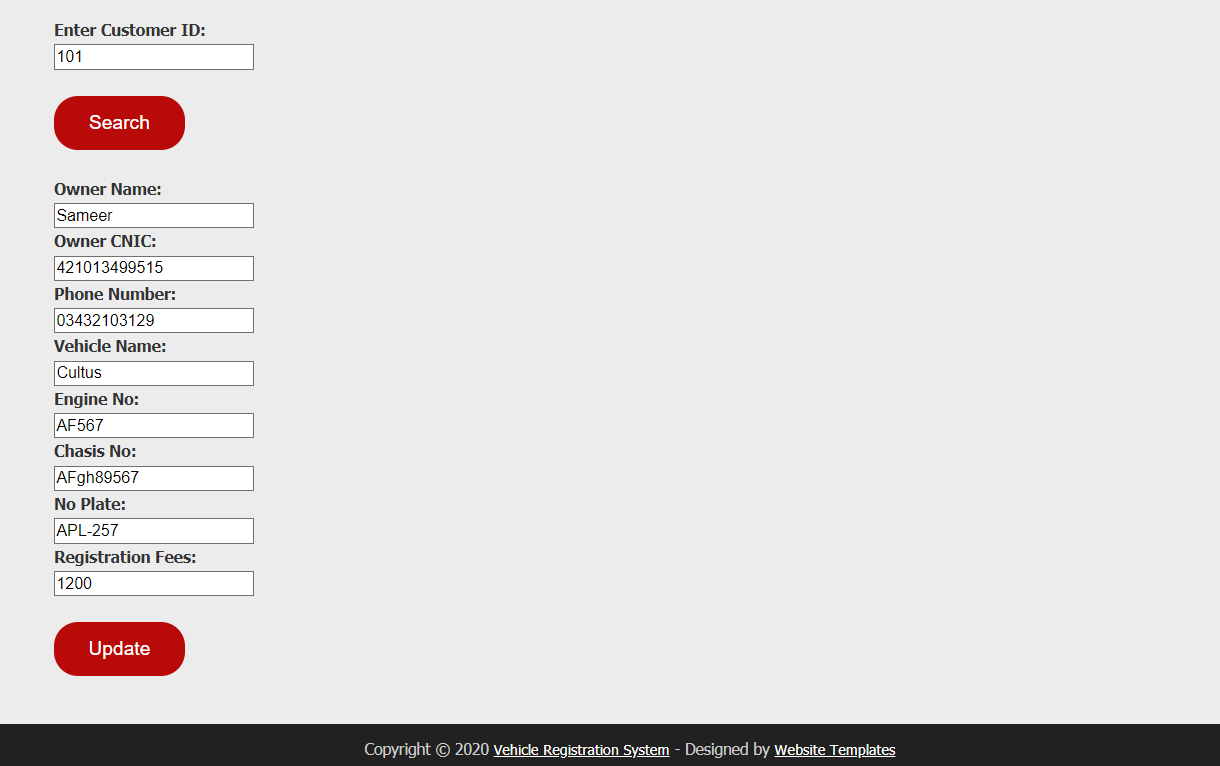 Enter Customer ID:
101
Search
Owner Name:
Sameer
Owner CNIC:
421013499515
Phone Number:
03432103129
Vehicle Name:
Cultus
Engine No:
AF567
Chasis No:
AFgh89567
No Plate:
APL-257
Registration Fees:
1200
Update
Copyright © 2020 Vehicle Registration System - Designed by Website Templates